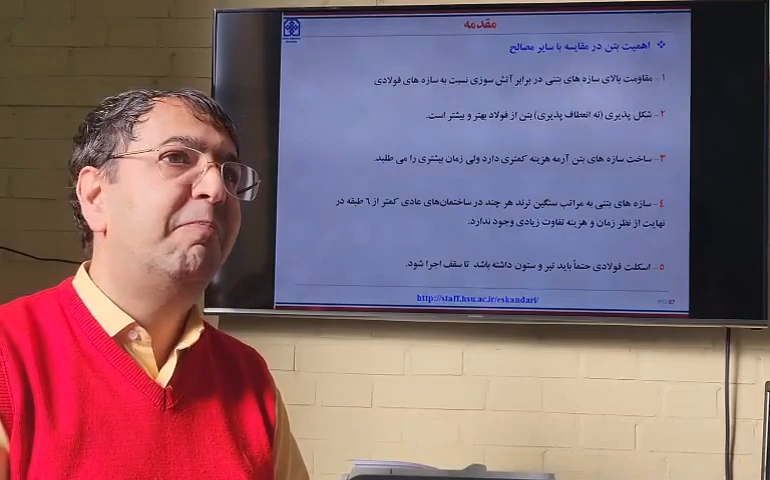 مقدمه
❖ اهمیت بتن در مقایسه با سایر مصالح
۱- مقاومت بالای سازه های بتنی در برابر آتش سوزی نسبت به سازه های فولادی
۲- شکل پذیری (نه انعطاف پذیری) بتن از فولاد بهتر و بیشتر است.
۳- ساخت سازه های بتن آرمه هزینه کمتری دارد ولی زمان بیشتری را می طلبد.
٤- سازه های بتنی به مراتب سنگین ترند هر چند در ساختمان‌های عادی کمتر از ٦ طبقه در
نهایت از نظر زمان و هزینه تفاوت زیادی وجود ندارد.
۵- اسکلت فولادی حتماً باید تیر و ستون داشته باشد تا سقف اجرا شود.
http://staff.hsu.ac.ir/eskandari/